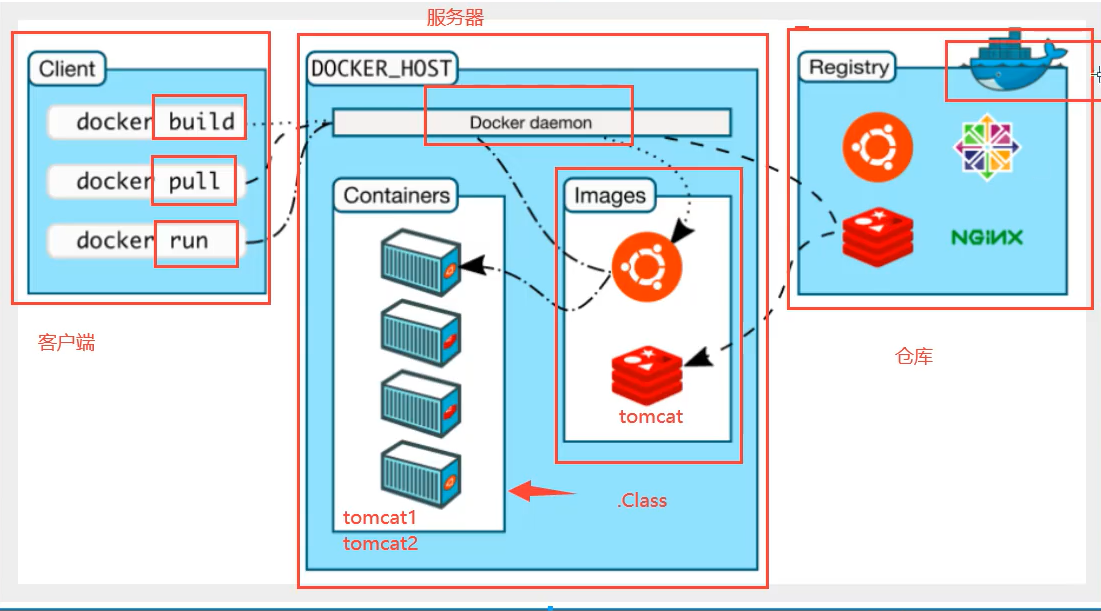 服务器
Client
docker build
docker pull
docker run
客户端
DOCKER_HOST
Docker daemon
Containers
Images
tomcat
.Class
tomcat1
tomcat2
Registry
NGiNX
仓库